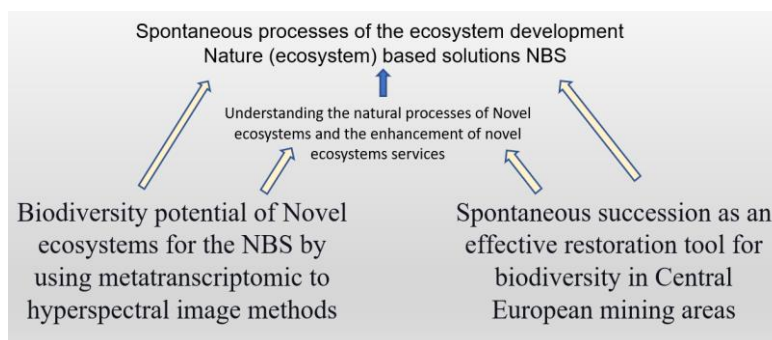 Spontaneous processes of the ecosystem development
Nature (ecosystem) based solutions NBS
Understanding the natural processes of Novel
ecosystems and the enhancement of novel
ecosystems services
Biodiversity potential of Novel
ecosystems for the NBS by
using metatranscriptomic to
hyperspectral image methods
Spontaneous succession as an
effective restoration tool for
biodiversity in Central
European mining areas